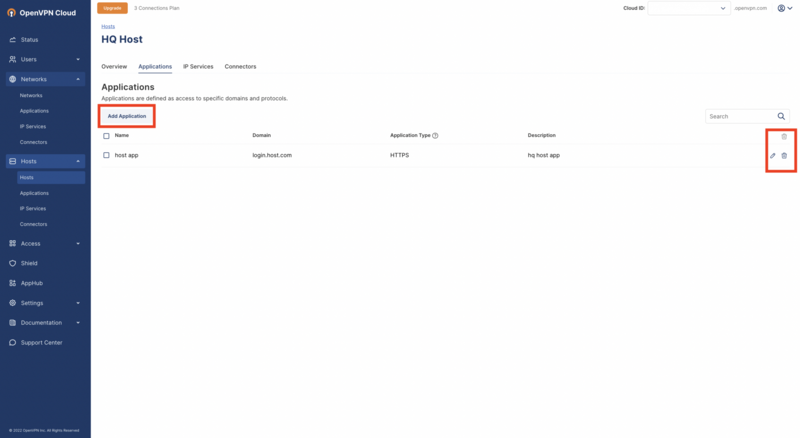 OpenVPN Cloud
Upgrade 3 Connections Plan
Cloud ID: openvpn.com
Status
Users
Networks
Networks
Applications
IP Services
Connectors
Hosts
Hosts
Applications
IP Services
Connectors
Access
Shield
AppHub
Settings
Documentation
Support Center
© 2022 OpenVPN Inc. All Rights Reserved
Hosts
HQ Host
Overview Applications IP Services Connectors
Applications
Applications are defined as access to specific domains and protocols.
Add Application
Search
Name Domain Application Type Description
host app login.host.com HTTPS hq host app